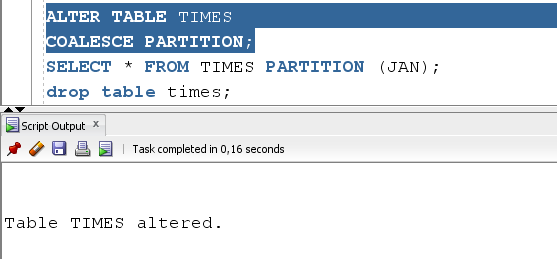 ALTER TABLE TIMES
COALESCE PARTITION;
SELECT * FROM TIMES PARTITION (JAN);
drop table times;
Script Output x
Task completed in 0,16 seconds
Table TIMES altered.